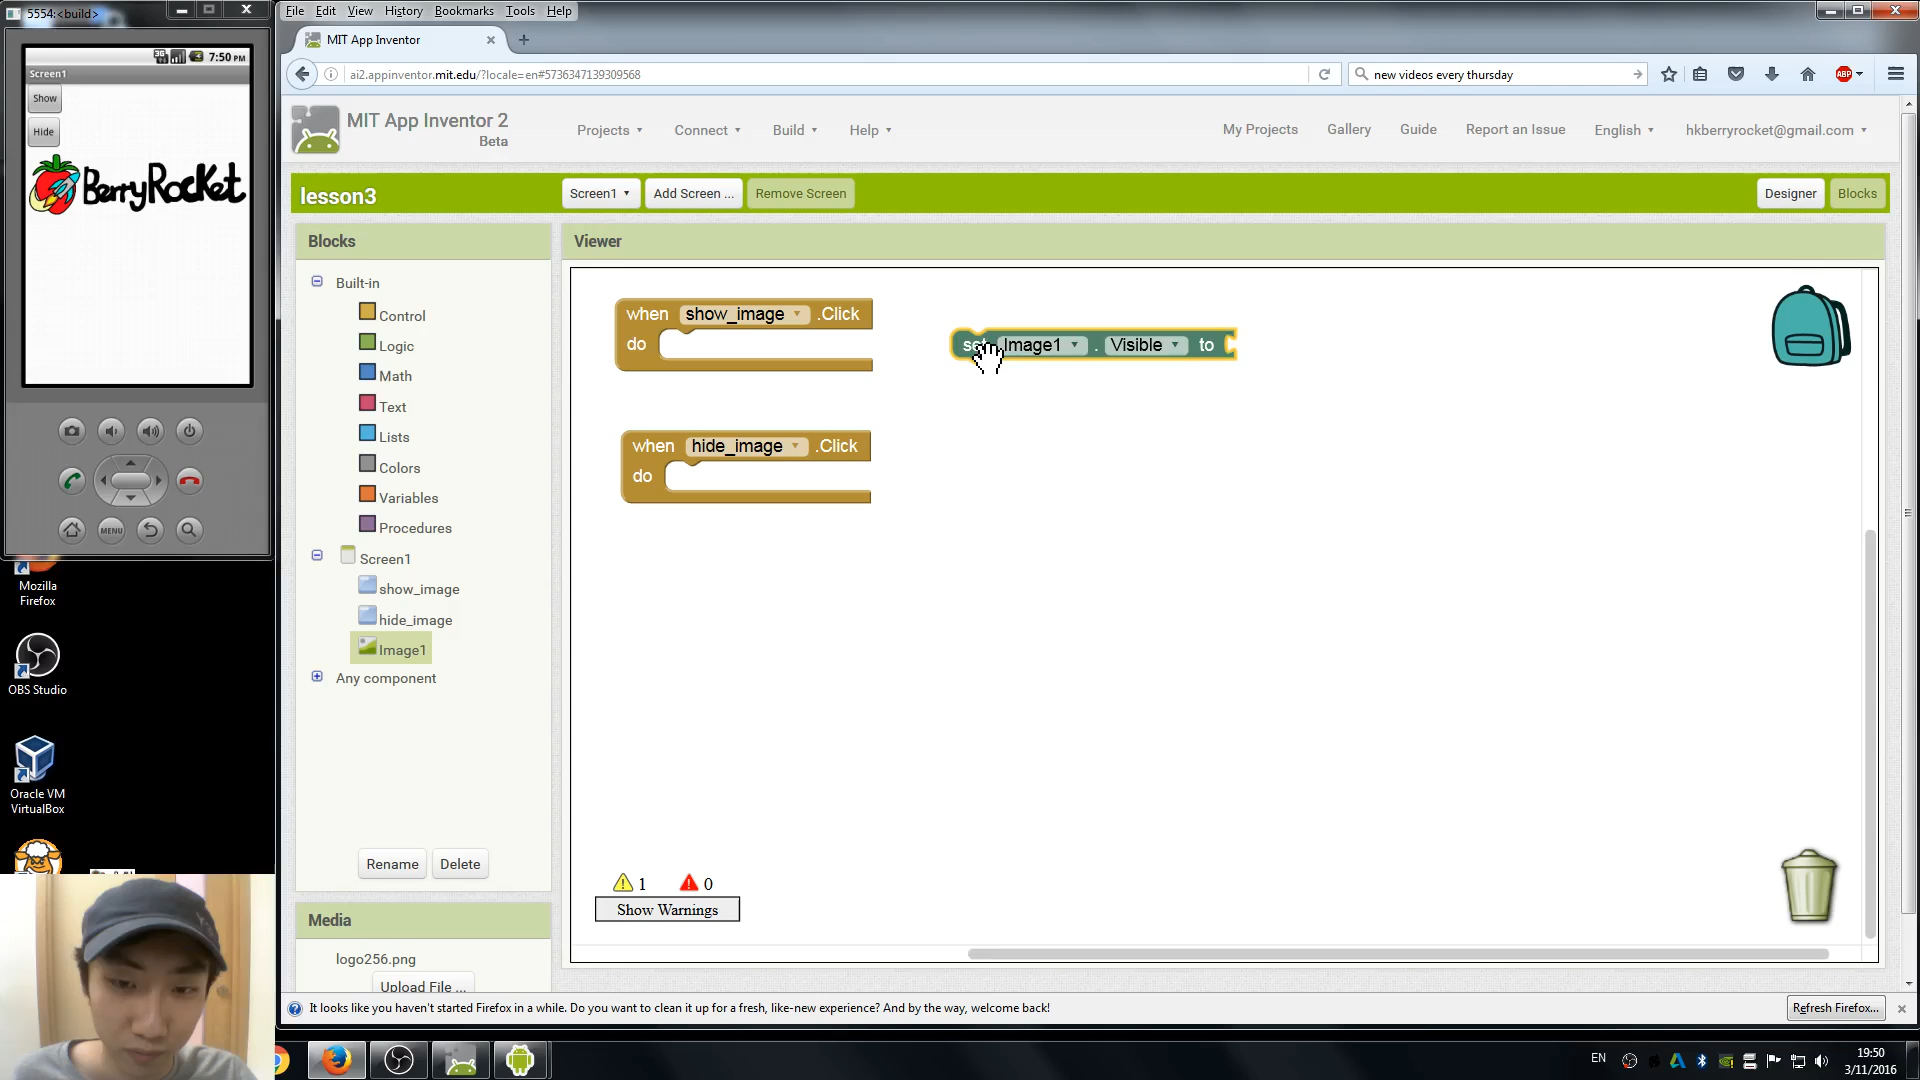 5554:<build>
7:50 PM
Screen1
Show
Hide
BerryRocket
MENU
Mozilla
Firefox
OBS Studio
Oracle VM
VirtualBox
File Edit View History Bookmarks Tools Help
MIT App Inventor
ai2.appinventor.mit.edu/?locale=en#5736347139309568
new videos every thursday
ABP
MIT App Inventor 2
Beta
Projects Connect Build Help
My Projects Gallery Guide Report an Issue English hkberryrocket@gmail.com
lesson3
Screen1 Add Screen ... Remove Screen
Designer Blocks
Blocks
Viewer
Built-in
Control
Logic
Math
Text
Lists
Colors
Variables
Procedures
Screen1
show_image
hide_image
Image1
Any component
Rename Delete
Media
logo256.png
Upload File ...
when show_image .Click
do
set Image1 . Visible to
when hide_image .Click
do
1 0
Show Warnings
It looks like you haven't started Firefox in a while. Do you want to clean it up for a fresh, like-new experience? And by the way, welcome back!
Refresh Firefox...
EN
19:50
3/11/2016